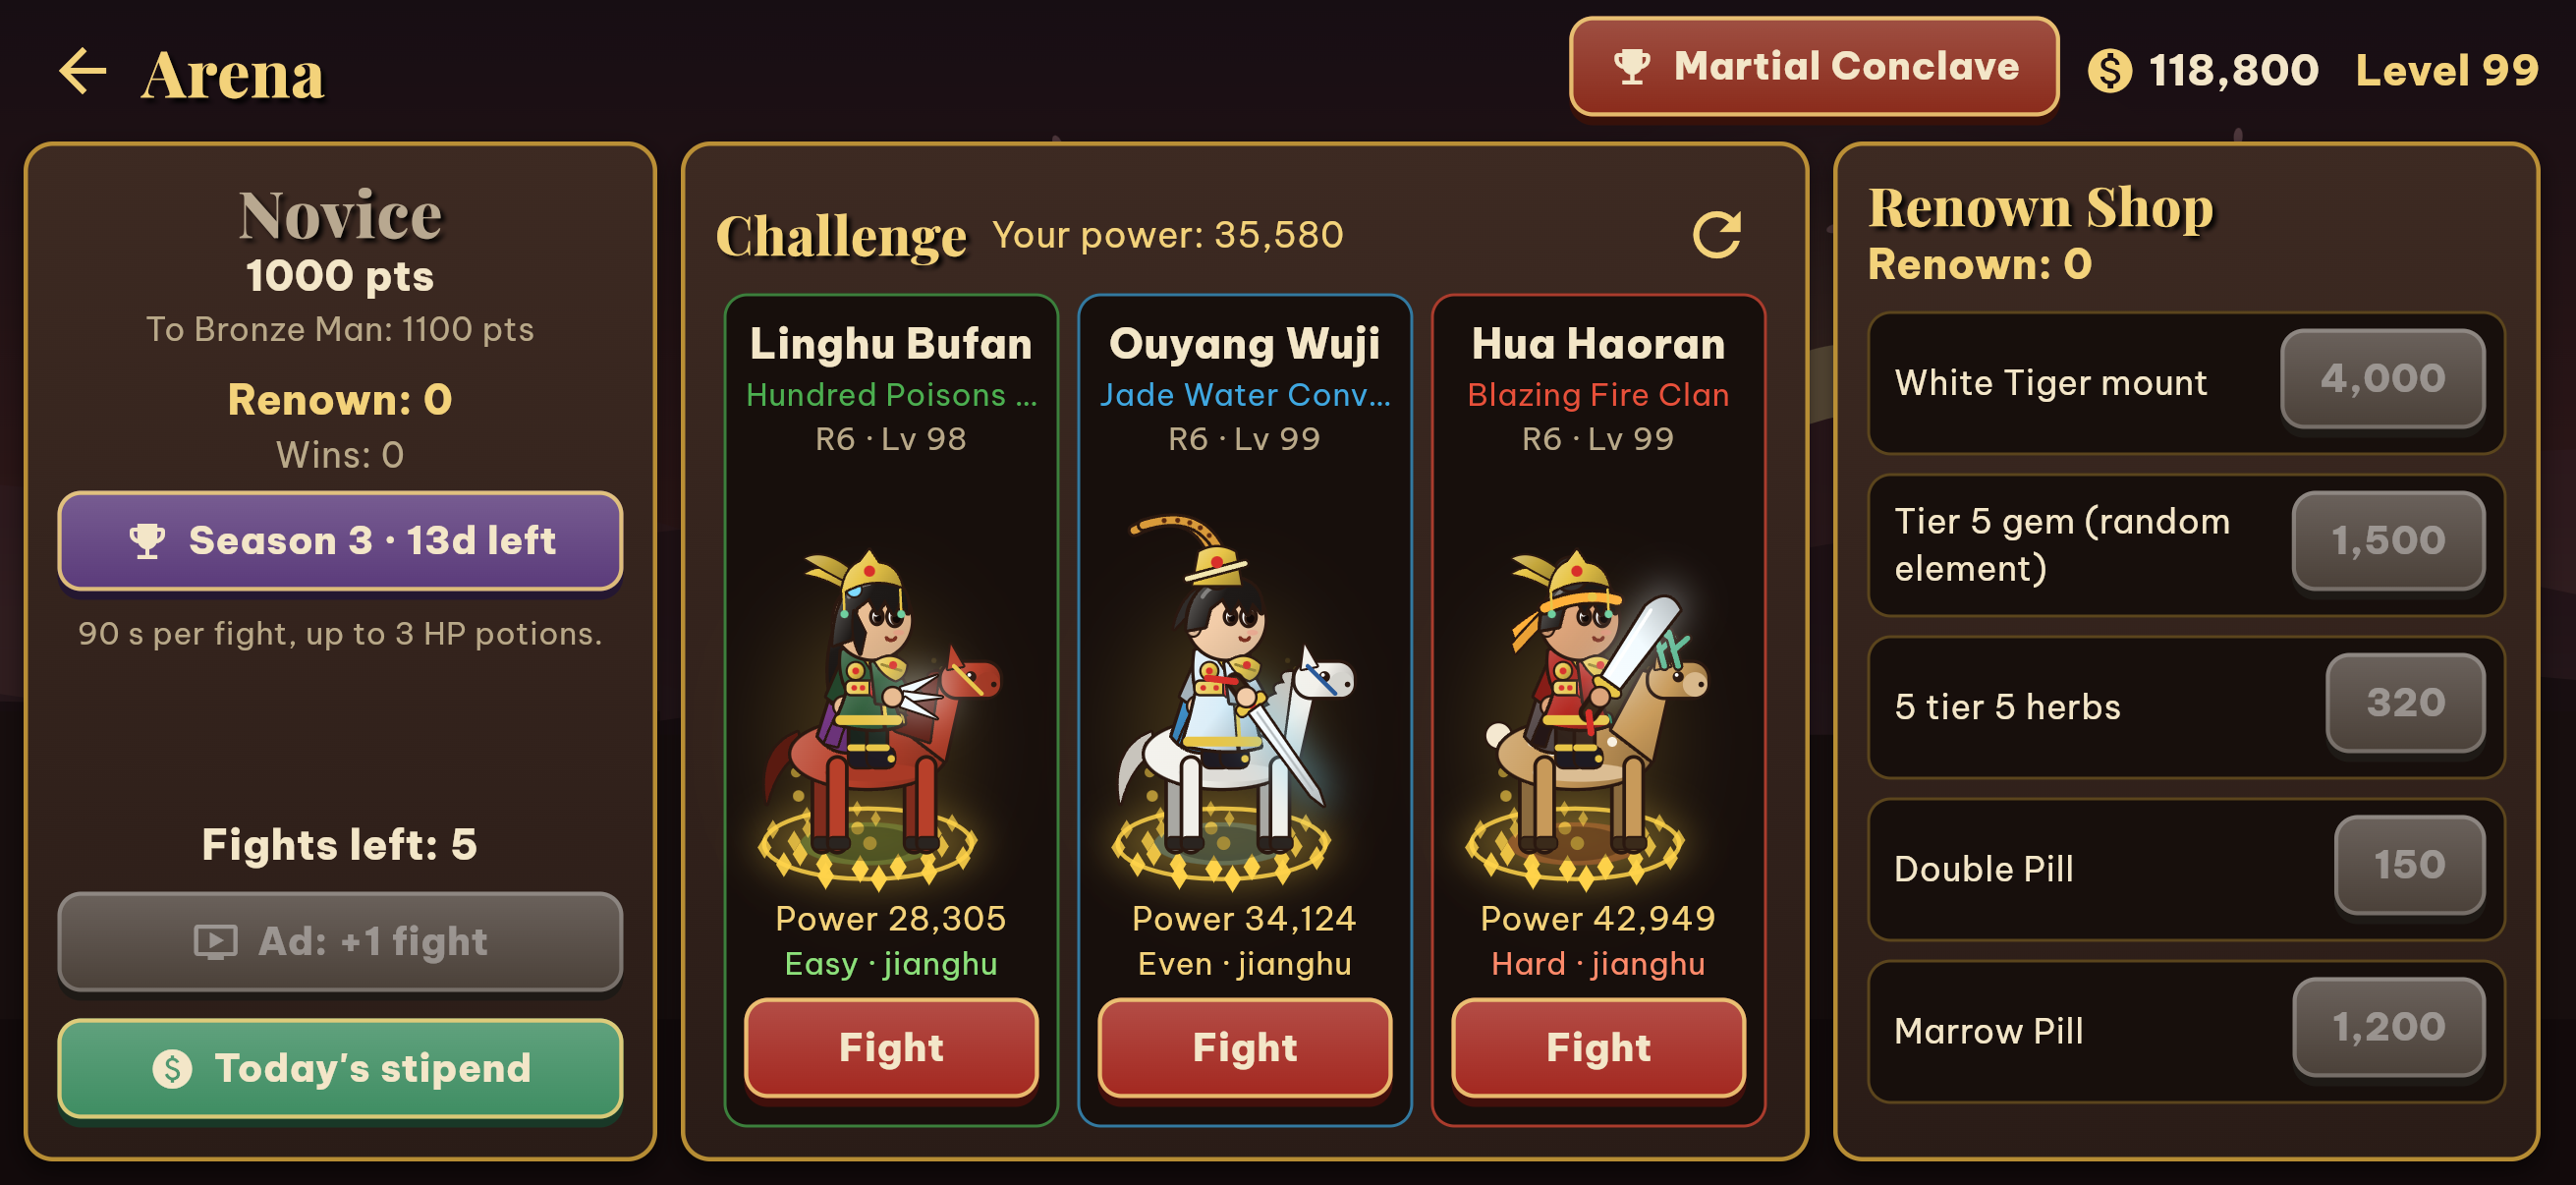 Arena
Martial Conclave
118,800
Level 99
Novice
1000 pts
To Bronze Man: 1100 pts
Renown: 0
Wins: 0
Season 3 · 13d left
90 s per fight, up to 3 HP potions.
Fights left: 5
Ad: +1 fight
Today's stipend
Challenge
Your power: 35,580
Linghu Bufan
Hundred Poisons ...
R6 · Lv 98
Power 28,305
Easy · jianghu
Fight
Ouyang Wuji
Jade Water Conv...
R6 · Lv 99
Power 34,124
Even · jianghu
Fight
Hua Haoran
Blazing Fire Clan
R6 · Lv 99
Power 42,949
Hard · jianghu
Fight
Renown Shop
Renown: 0
White Tiger mount
4,000
Tier 5 gem (random
element)
1,500
5 tier 5 herbs
320
Double Pill
150
Marrow Pill
1,200